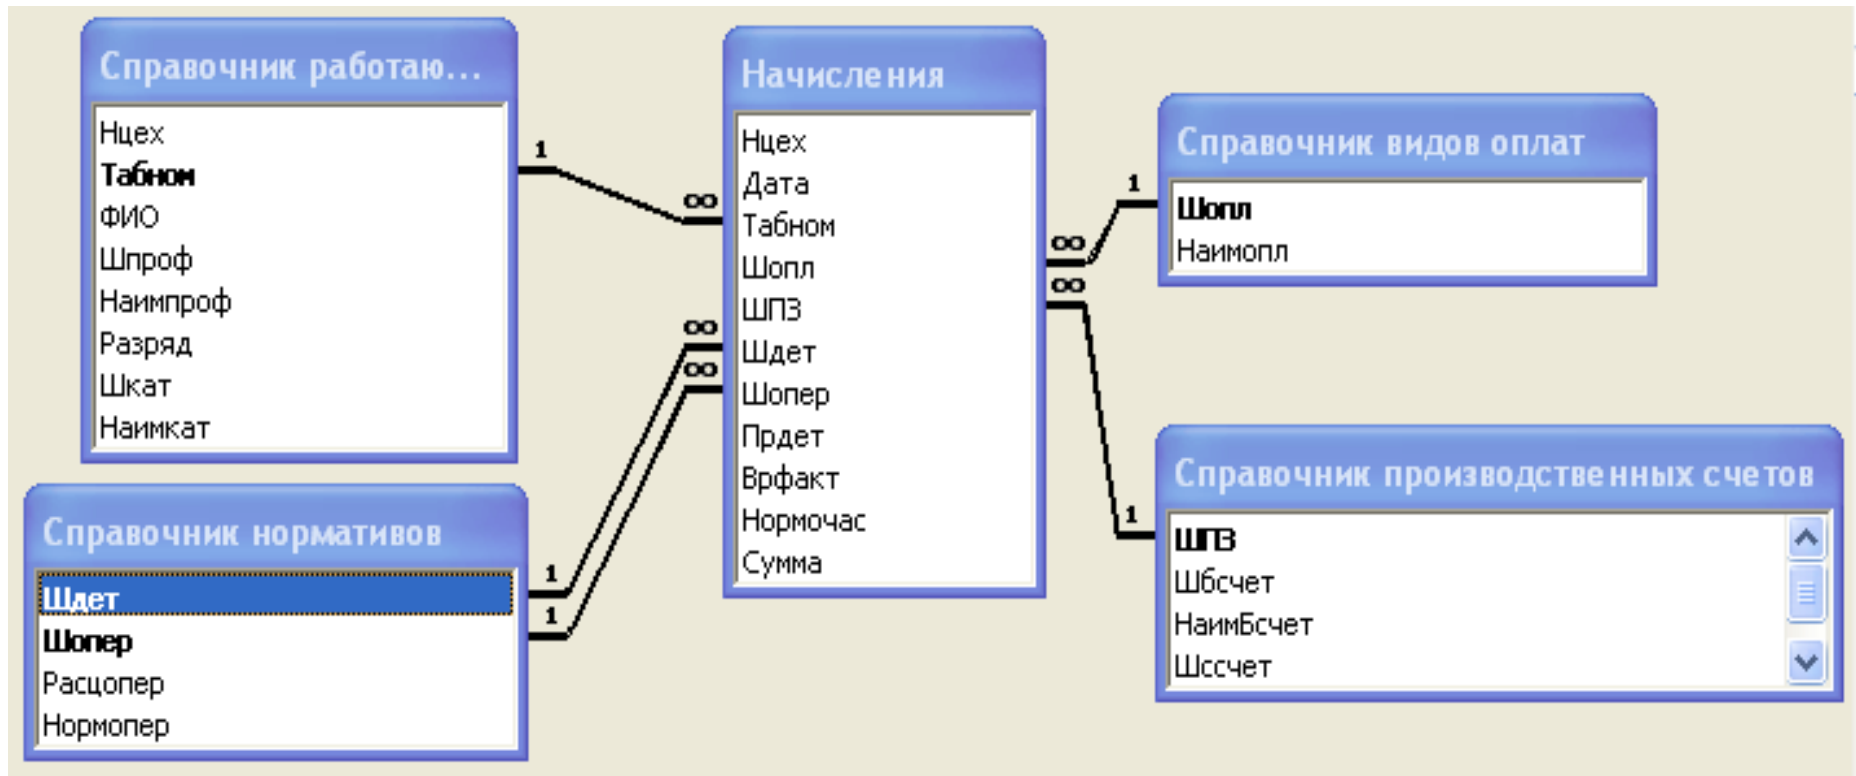 Справочник работаю...
Нцех
Табном
ФИО
Шпроф
Наимпроф
Разряд
Шкат
Наимкат
1
∞
Справочник нормативов
Шдет
Шопер
Расцопер
Нормопер
1
1
∞
∞
Начисления
Нцех
Дата
Табном
Шопл
ШПЗ
Шдет
Шопер
Прдет
Врфакт
Нормочас
Сумма
∞
∞
1
Справочник видов оплат
Шопл
Наимопл
1
Справочник производственных счетов
ШПЗ
Шбсчет
НаимБсчет
Шссчет